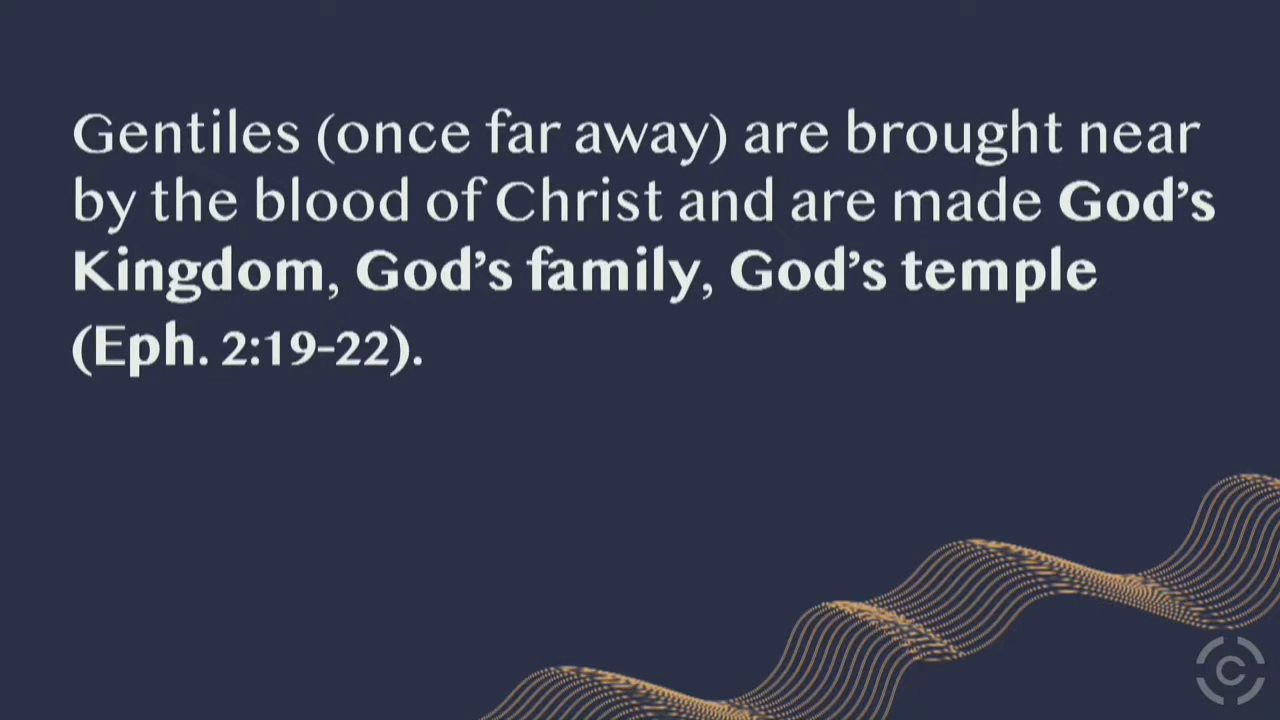 Gentiles (once far away) are brought near
by the blood of Christ and are made God's
Kingdom, God's family, God's temple
(Eph. 2:19-22).
C